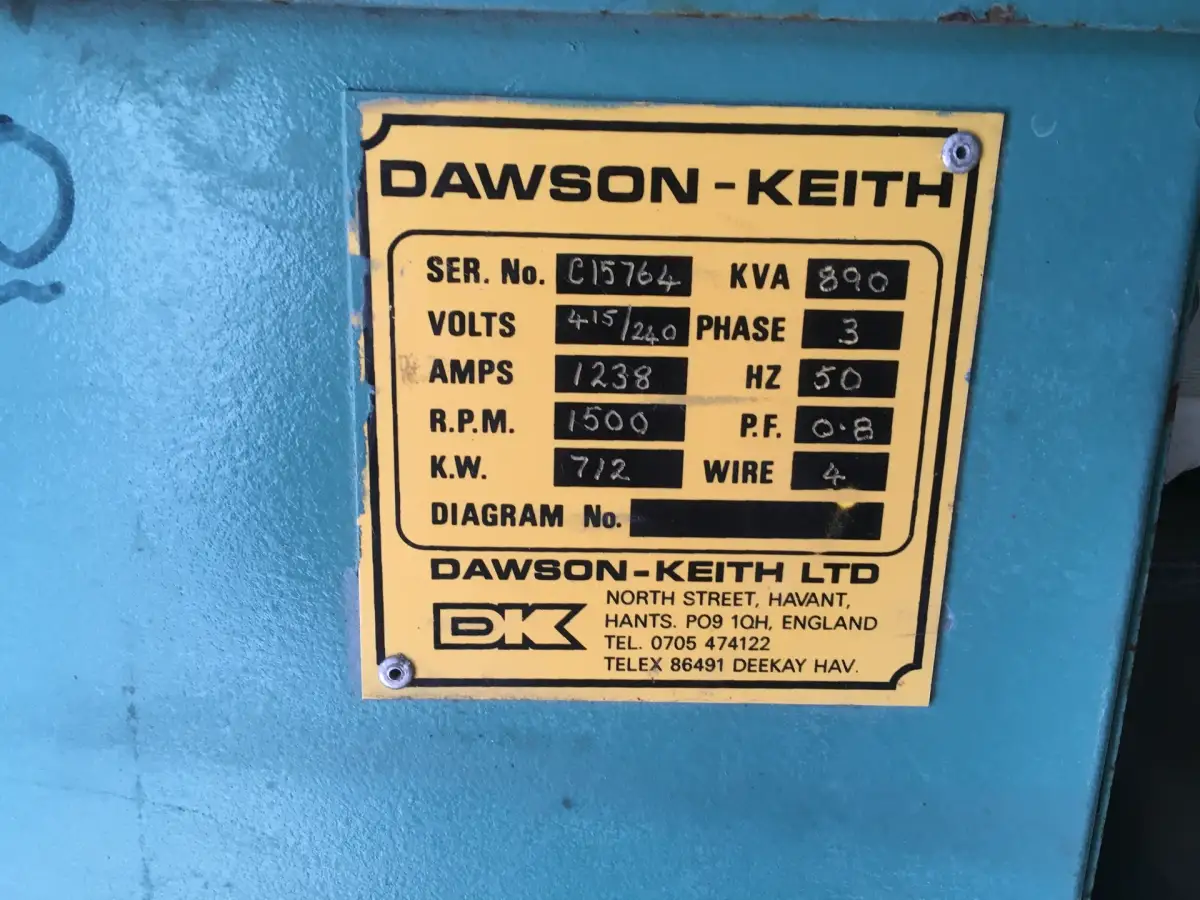 DAWSON-KEITH
SER. No. C15764 KVA 890
VOLTS 415/240 PHASE 3
AMPS 1238 HZ 50
R.P.M. 1500 P.F. 0.8
K.W. 712 WIRE 4
DIAGRAM No.
DAWSON-KEITH LTD
DK
NORTH STREET, HAVANT,
HANTS. PO9 1QH, ENGLAND
TEL. 0705 474122
TELEX 86491 DEEKAY HAV.